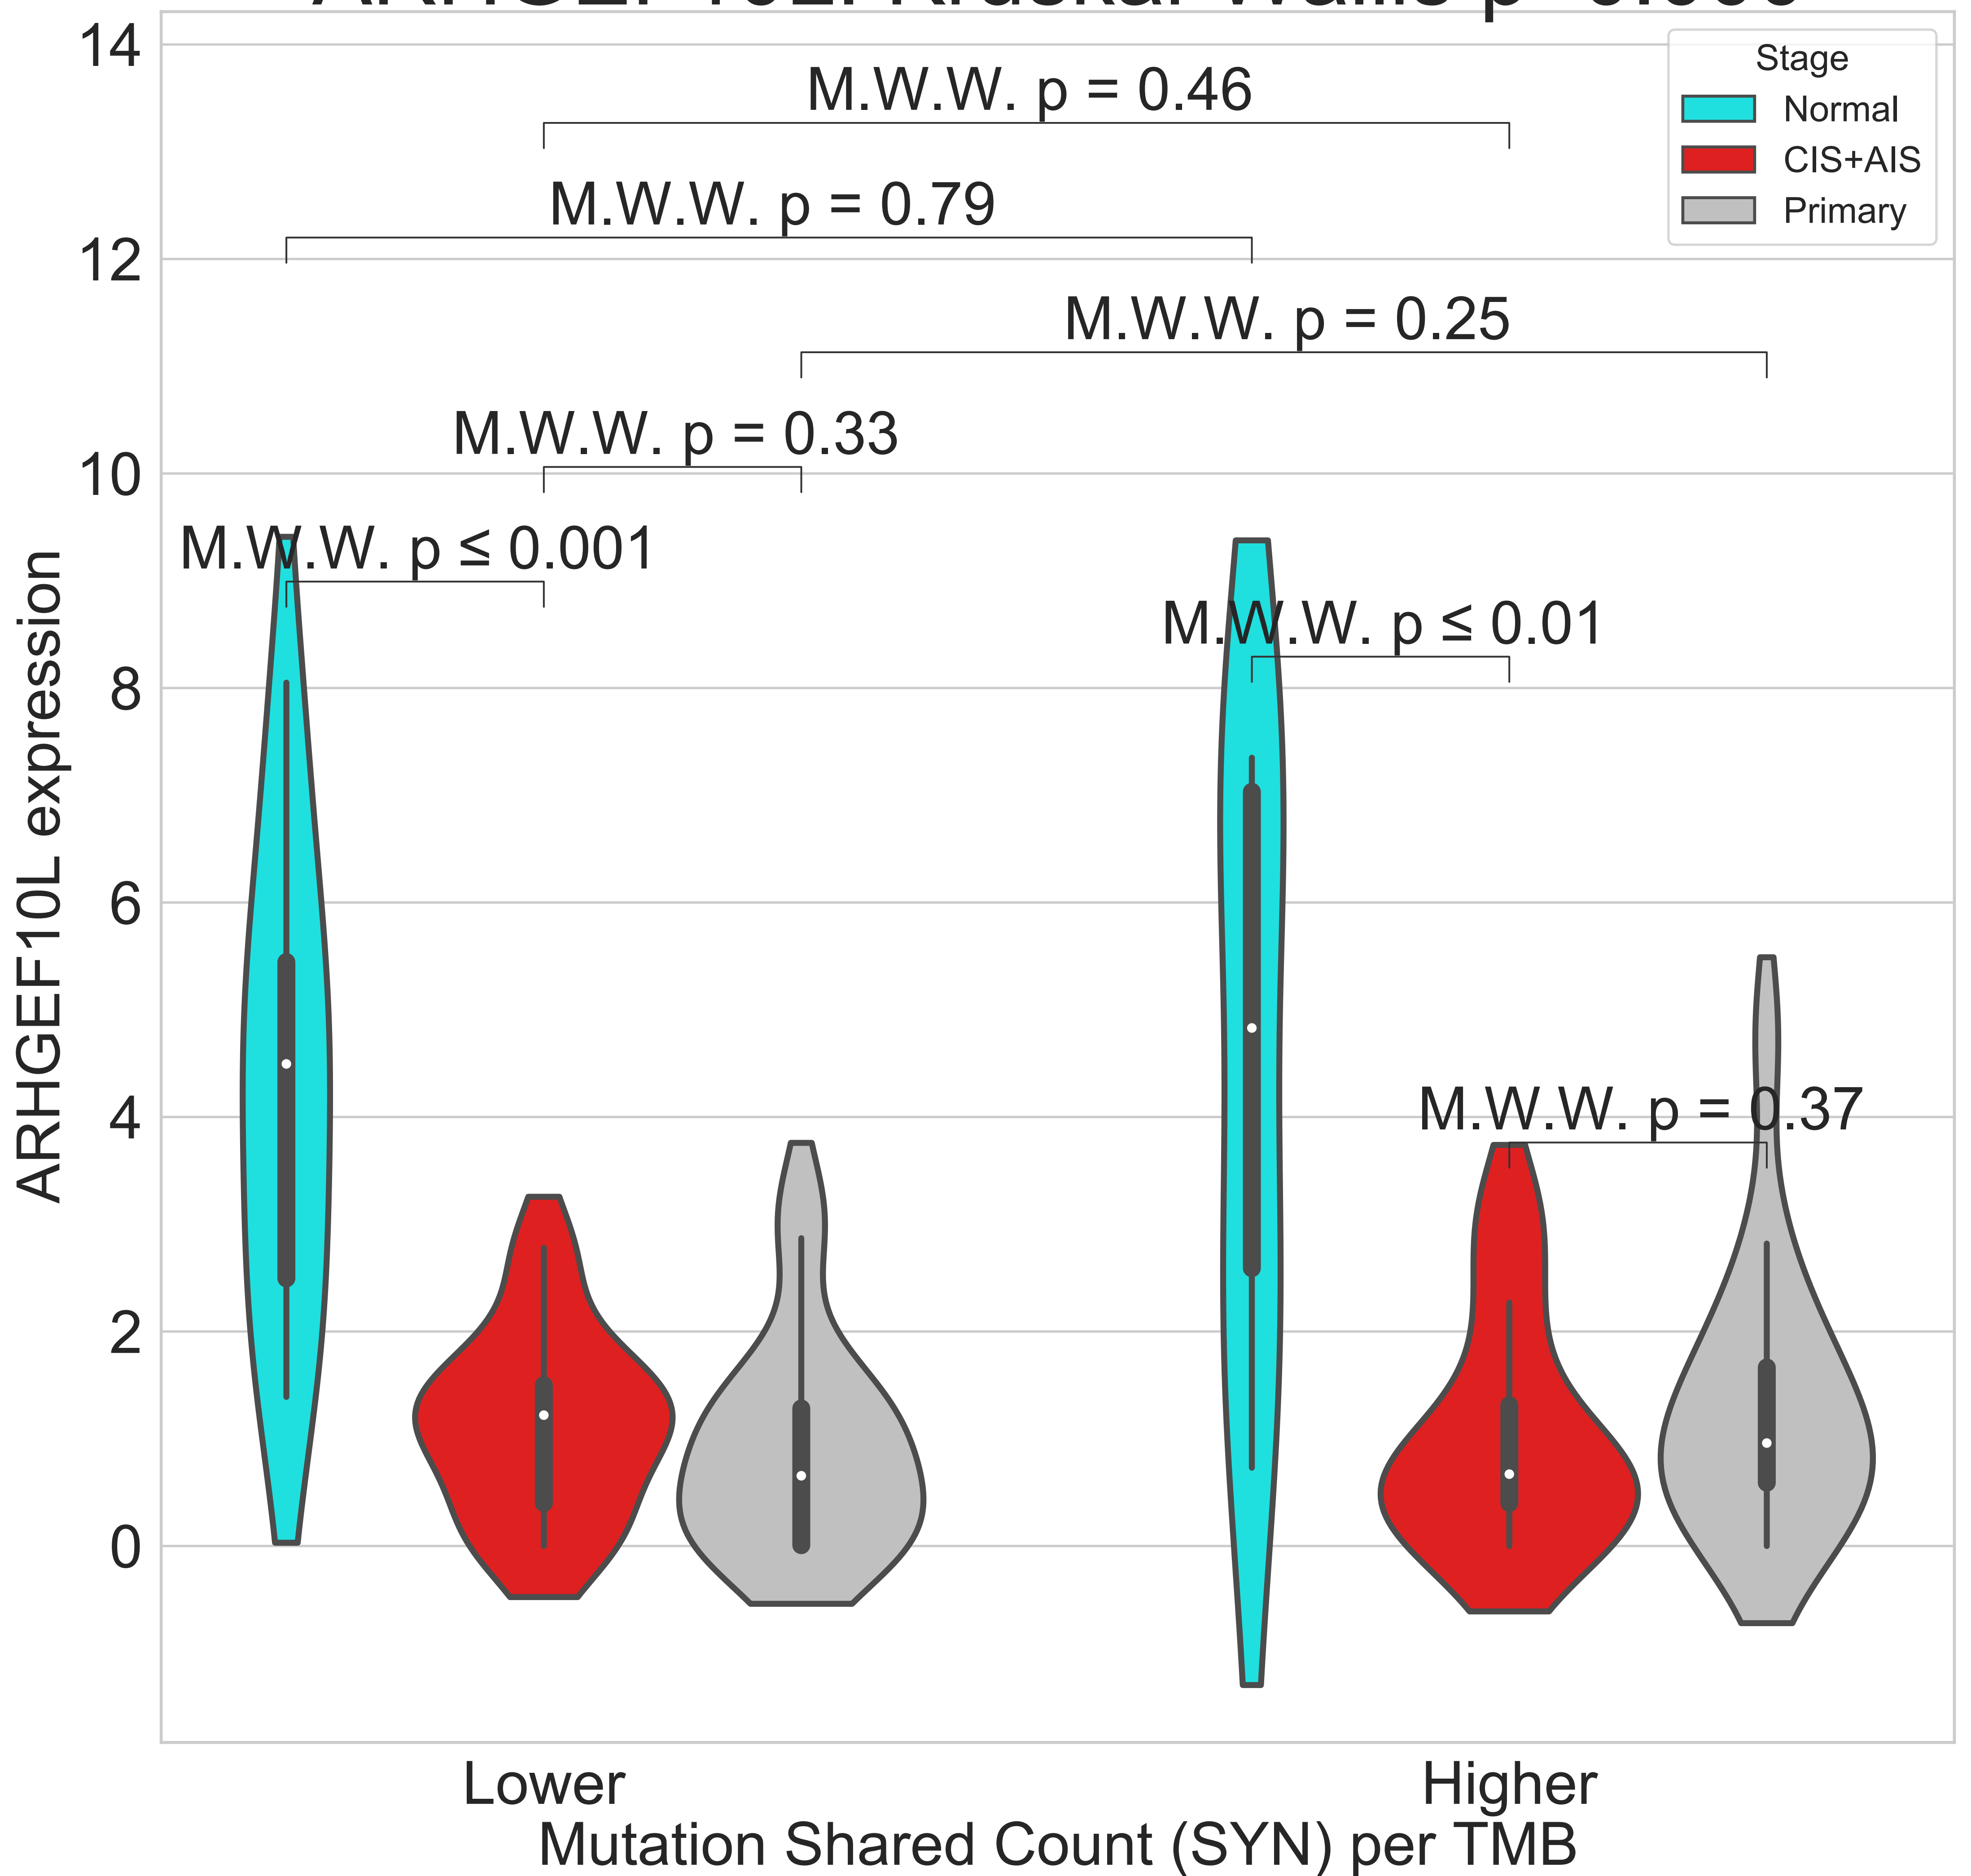 14
M.W.W. p = 0.46
Stage
Normal
CIS+AIS
Primary
M.W.W. p = 0.79
12
M.W.W. p = 0.25
M.W.W. p = 0.33
10
M.W.W. p ≤ 0.001
M.W.W. p ≤ 0.01
8
6
4
M.W.W. p = 0.37
2
0
ARHGEF10L expression
Lower
Higher
Mutation Shared Count (SYN) per TMB